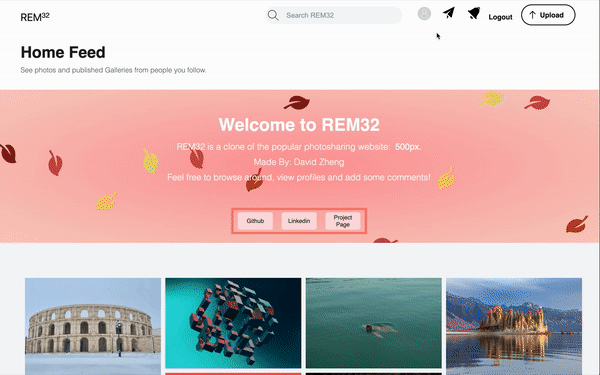 REM32
Search REM32
Logout
Upload
Home Feed
See photos and published Galleries from people you follow.
Welcome to REM32
REM32 is a clone of the popular photosharing website: 500px.
Made By: David Zheng
Feel free to browse around, view profiles and add some comments!
Github
Linkedin
Project
Page